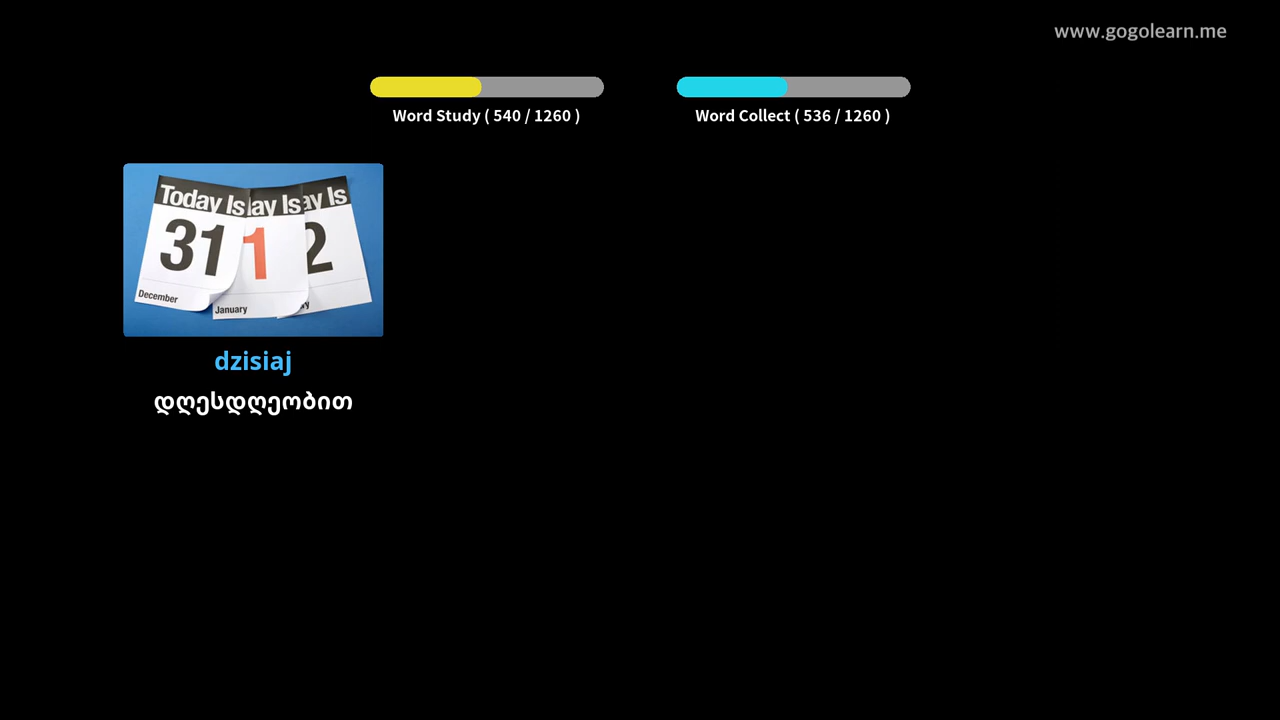 www.gogolearn.me
Word Study ( 540 / 1260 )
Word Collect ( 536 / 1260 )
Today Is
ay Is
ay Is
31
1
2
December
January
ry
dzisiaj
დღესდღეობით